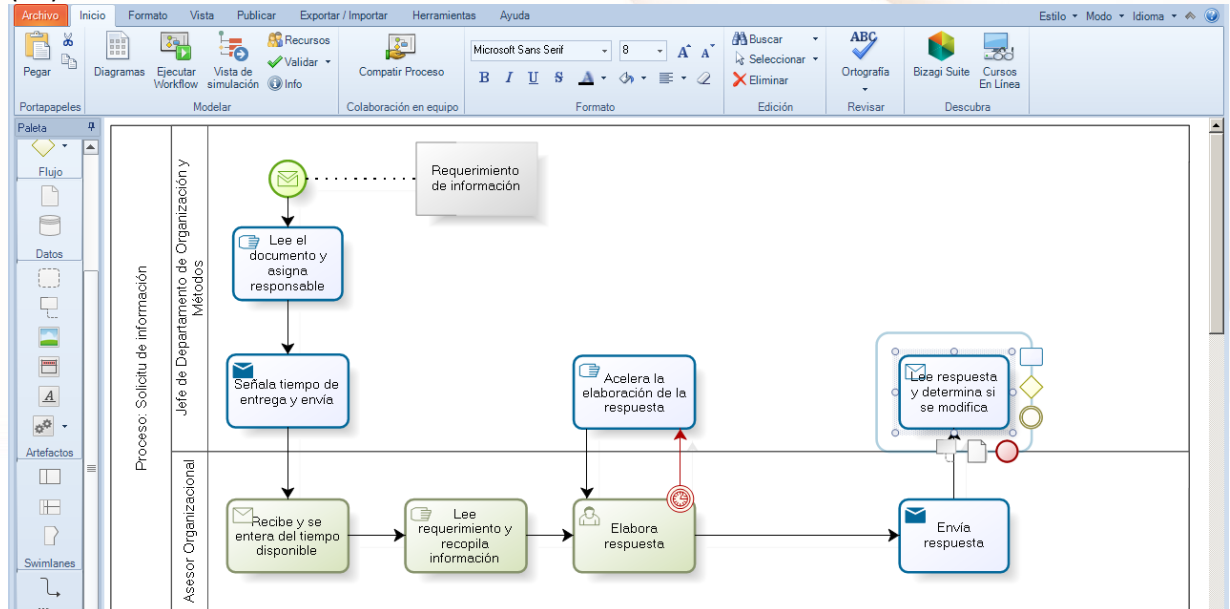 Archivo Inicio Formato Vista Publicar Exportar / Importar Herramientas Ayuda Estilo Modo Idioma
Pegar
Portapapeles
Diagramas
Ejecutar
Workflow
Vista de
simulación
Recursos
Validar
Info
Modelar
Compatir Proceso
Colaboración en equipo
Microsoft Sans Serif 8 A A
B I U S A
Formato
Buscar
Seleccionar
Eliminar
Edición
ABC
Ortografía
Revisar
Bizagi Suite
Cursos
En Línea
Descubra
Paleta
Flujo
Datos
A
Artefactos
Swimlanes
Proceso: Solicitu de información
Jefe de Departamento de Organización y
Métodos
Requerimiento
de información
Lee el
documento y
asigna
responsable
Señala tiempo de
entrega y envía
Acelera la
elaboración de la
respuesta
Lee respuesta
y determina si
se modifica
Asesor Organizacional
Recibe y se
entera del tiempo
disponible
Lee
requerimiento y
recopila
información
Elabora
respuesta
Envía
respuesta